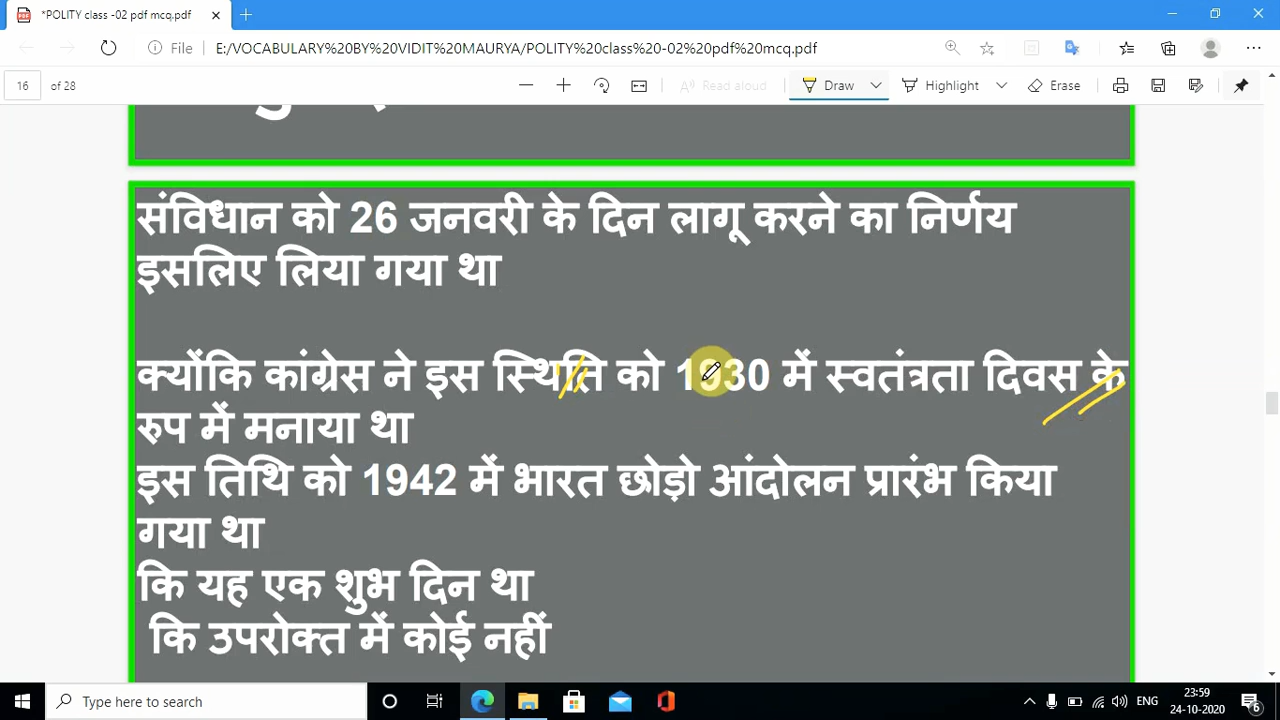 *POLITY class -02 pdf mcq.pdf
File E:/VOCABULARY%20BY%20VIDIT%20MAURYA/POLITY%20class%20-02%20pdf%20mcq.pdf
16 of 28 Read aloud Draw Highlight Erase
संविधान को 26 जनवरी के दिन लागू करने का निर्णय
इसलिए लिया गया था
क्योंकि कांग्रेस ने इस स्थिति को 1930 में स्वतंत्रता दिवस के
रुप में मनाया था
इस तिथि को 1942 में भारत छोड़ो आंदोलन प्रारंभ किया
गया था
कि यह एक शुभ दिन था
कि उपरोक्त में कोई नहीं
Type here to search
ENG 23:59
24-10-2020
6